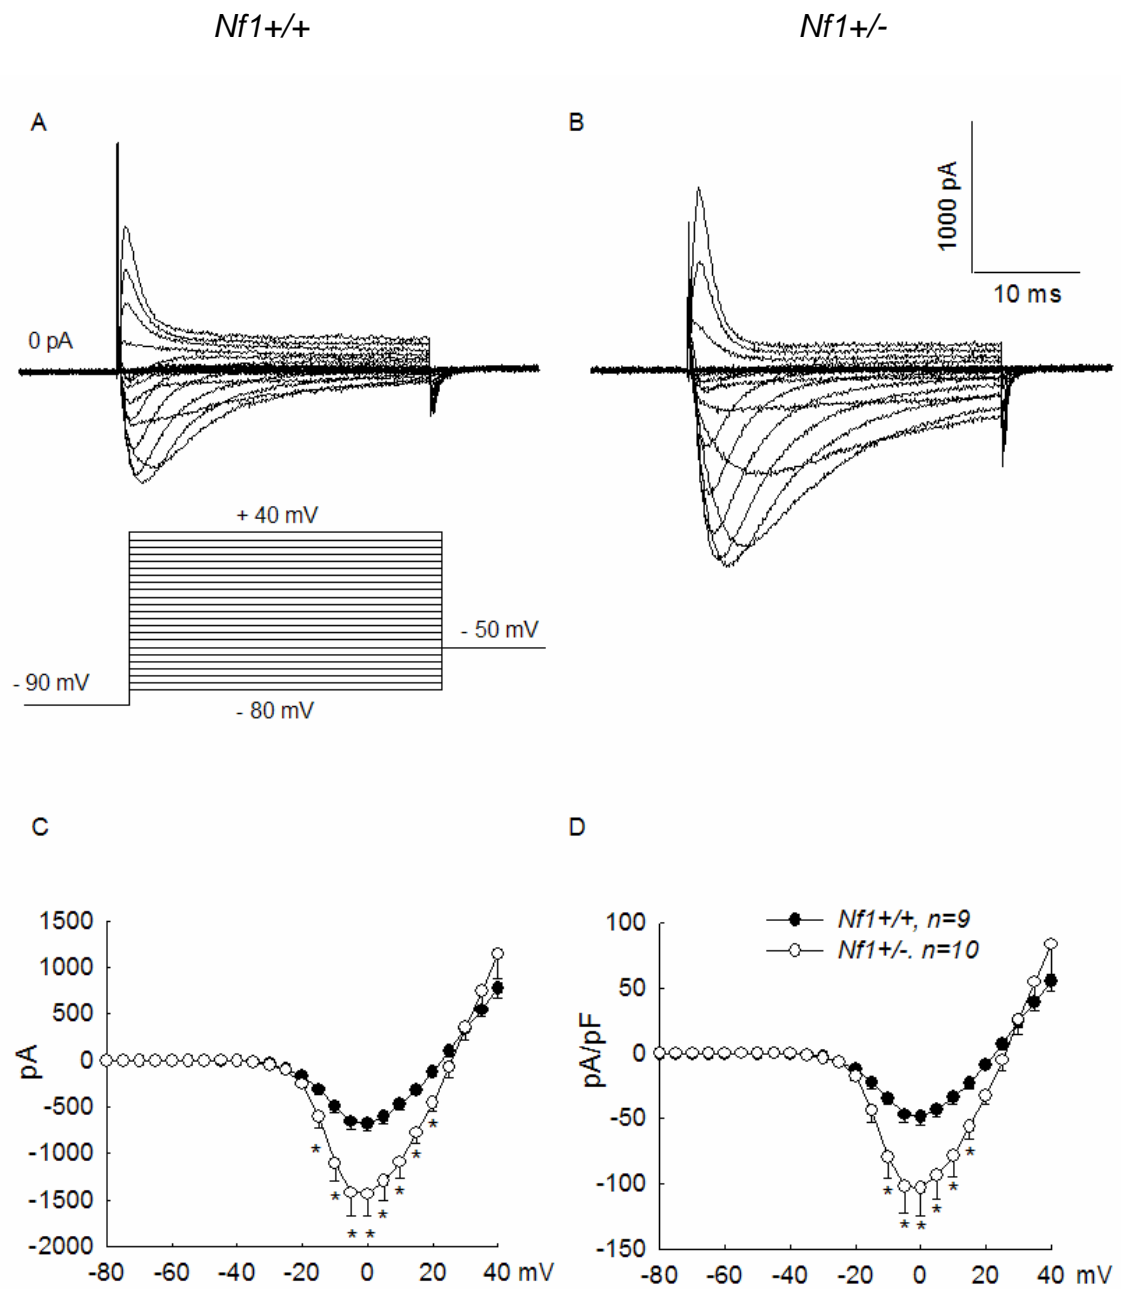 Nf1+/+ Nf1+/-
A B
1000 pA
10 ms
0 pA
+ 40 mV
- 50 mV
- 90 mV
- 80 mV
C D
pA
1500
1000
500
0
-500
-1000
-1500
-2000
-80 -60 -40 -20 0 20 40 mV
* * * * * * * *
pA/pF
100
50
0
-50
-100
-150
Nf1+/+, n=9
Nf1+/-. n=10
* * * * * *
-80 -60 -40 -20 0 20 40 mV